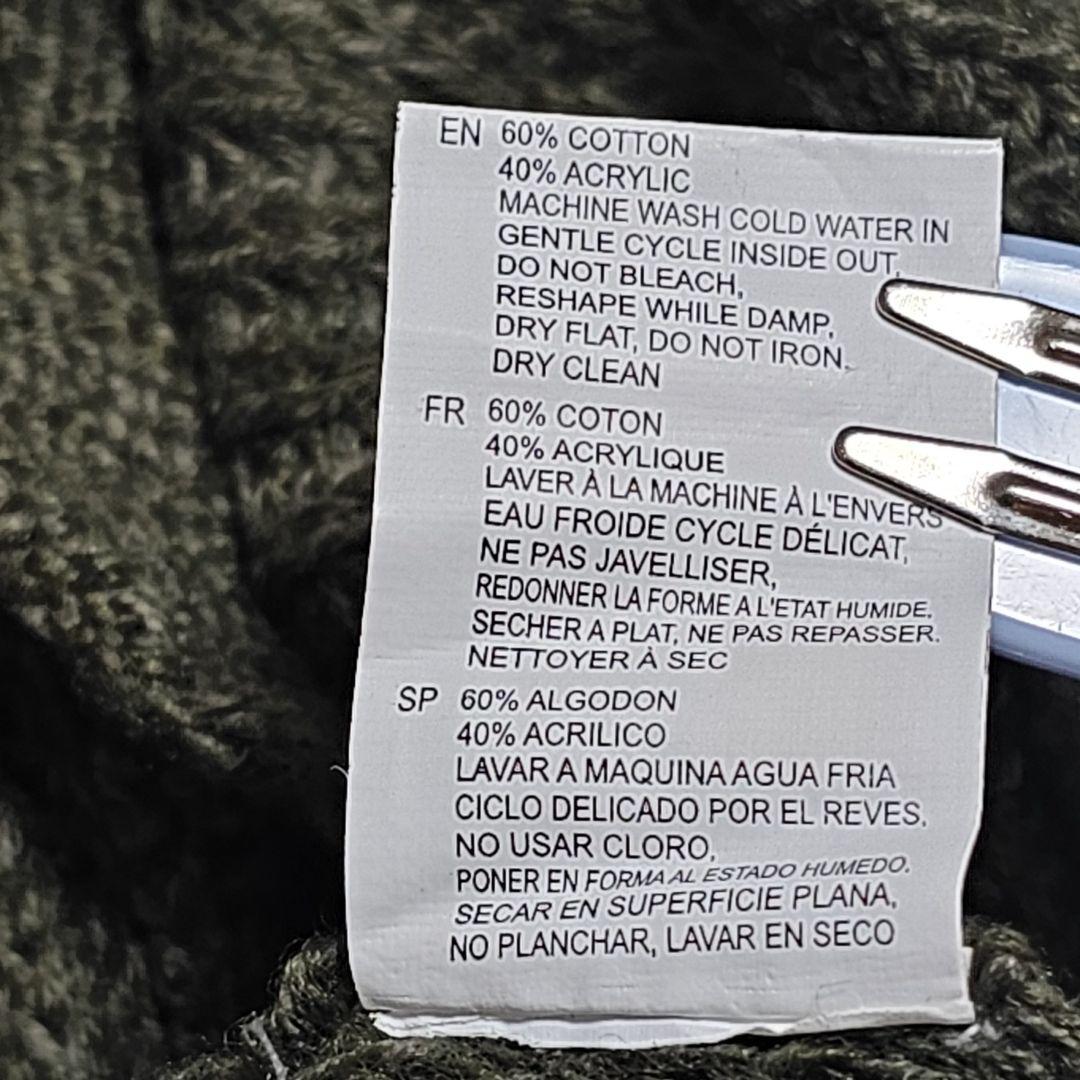 EN 60% COTTON
40% ACRYLIC
MACHINE WASH COLD WATER IN
GENTLE CYCLE INSIDE OUT,
DO NOT BLEACH,
RESHAPE WHILE DAMP,
DRY FLAT, DO NOT IRON.
DRY CLEAN
FR 60% COTON
40% ACRYLIQUE
LAVER À LA MACHINE À L'ENVERS
EAU FROIDE CYCLE DÉLICAT,
NE PAS JAVELLISER,
REDONNER LA FORME A L'ETAT HUMIDE,
SECHER A PLAT, NE PAS REPASSER.
NETTOYER À SEC
SP 60% ALGODON
40% ACRILICO
LAVAR A MAQUINA AGUA FRIA
CICLO DELICADO POR EL REVES,
NO USAR CLORO,
PONER EN FORMA AL ESTADO HUMEDO,
SECAR EN SUPERFICIE PLANA,
NO PLANCHAR, LAVAR EN SECO